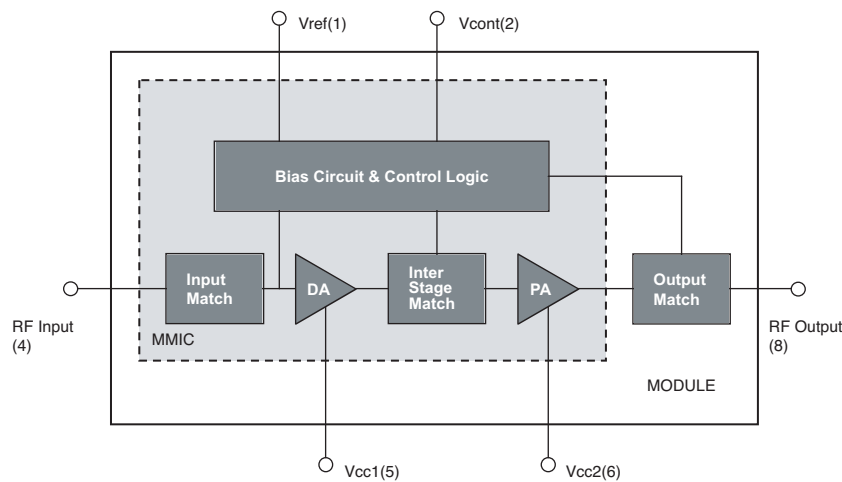 Vref(1)
Vcont(2)
Bias Circuit & Control Logic
Input
Match
DA
Inter
Stage
Match
PA
Output
Match
RF Input
(4)
RF Output
(8)
MMIC
MODULE
Vcc1(5)
Vcc2(6)